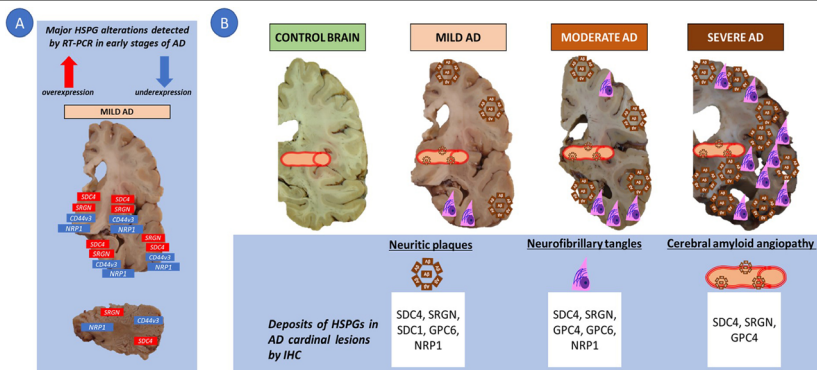 A
Major HSPG alterations detected
by RT-PCR in early stages of AD
overexpression
underexpression
MILD AD
SDC4
SRGN
CD44v3
NRP1
SDC4
SRGN
CD44v3
NRP1
SDC4
SRGN
CD44v3
NRP1
SRGN
SDC4
CD44v3
NRP1
SRGN
NRP1
CD44v3
SDC4
B
CONTROL BRAIN
MILD AD
MODERATE AD
SEVERE AD
Neuritic plaques
Neurofibrillary tangles
Cerebral amyloid angiopathy
Deposits of HSPGs in
AD cardinal lesions
by IHC
SDC4, SRGN,
SDC1, GPC6,
NRP1
SDC4, SRGN,
GPC4, GPC6,
NRP1
SDC4, SRGN,
GPC4